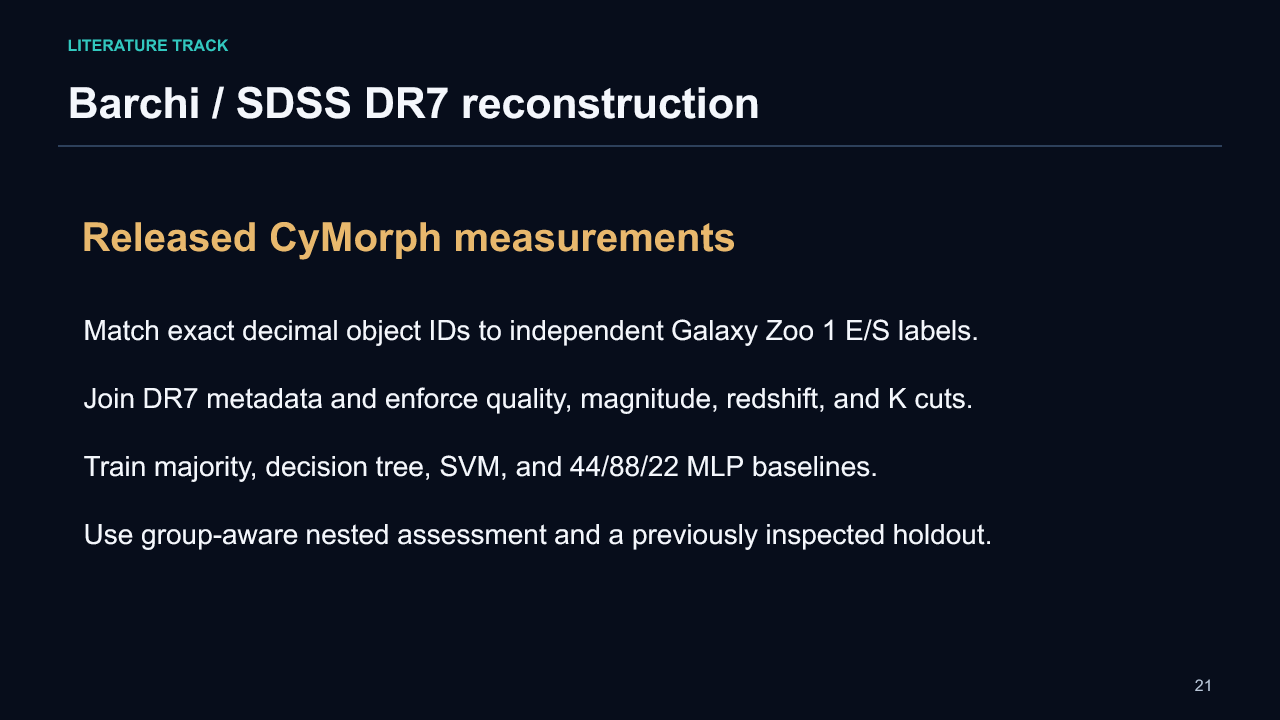 LITERATURE TRACK
Barchi / SDSS DR7 reconstruction
Released CyMorph measurements
Match exact decimal object IDs to independent Galaxy Zoo 1 E/S labels.
Join DR7 metadata and enforce quality, magnitude, redshift, and K cuts.
Train majority, decision tree, SVM, and 44/88/22 MLP baselines.
Use group-aware nested assessment and a previously inspected holdout.
21